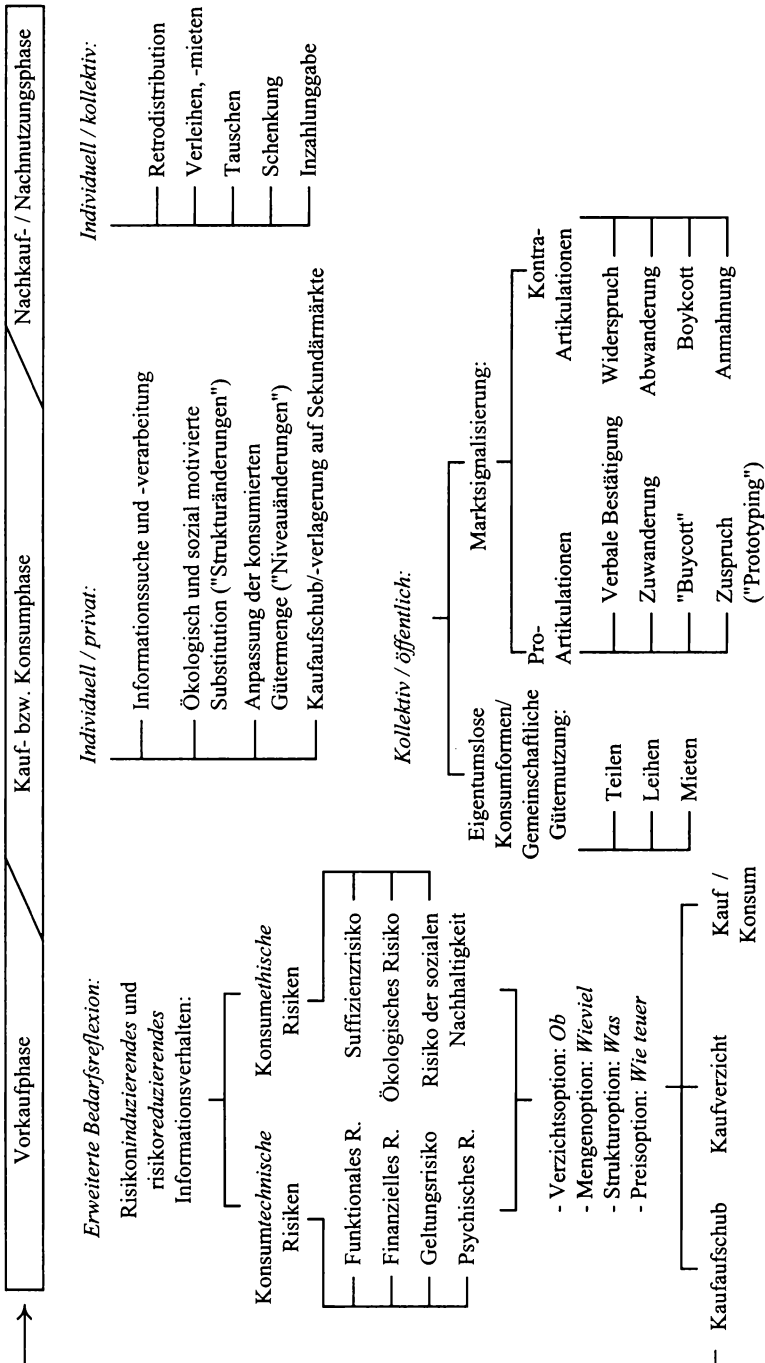 Vorkaufphase
Kauf- bzw. Konsumphase
Nachkauf- / Nachnutzungsphase
Erweiterte Bedarfsreflexion:
Risikoninduzierendes und
risikoreduzierendes
Informationsverhalten:
Konsumtechnische
Risiken
Funktionales R.
Finanzielles R.
Geltungsrisiko
Psychisches R.
Konsumethische
Risiken
Suffizienzrisiko
Ökologisches Risiko
Risiko der sozialen
Nachhaltigkeit
- Verzichtsoption: Ob
- Mengenoption: Wieviel
- Strukturoption: Was
- Preisoption: Wie teuer
Kaufaufschub
Kaufverzicht
Kauf /
Konsum
Individuell / privat:
Informationssuche und -verarbeitung
Ökologisch und sozial motivierte
Substitution ("Strukturänderungen")
Anpassung der konsumierten
Gütermenge ("Niveauänderungen")
Kaufaufschub/-verlagerung auf Sekundärmärkte
Kollektiv / öffentlich:
Eigentumslose
Konsumformen/
Gemeinschaftliche
Güternutzung:
Teilen
Leihen
Mieten
Marktsignalisierung:
Pro-
Artikulationen
Verbale Bestätigung
Zuwanderung
"Buycott"
Zuspruch
("Prototyping")
Kontra-
Artikulationen
Widerspruch
Abwanderung
Boykcott
Anmahnung
Individuell / kollektiv:
Retrodistribution
Verleihen, -mieten
Tauschen
Schenkung
Inzahlunggabe